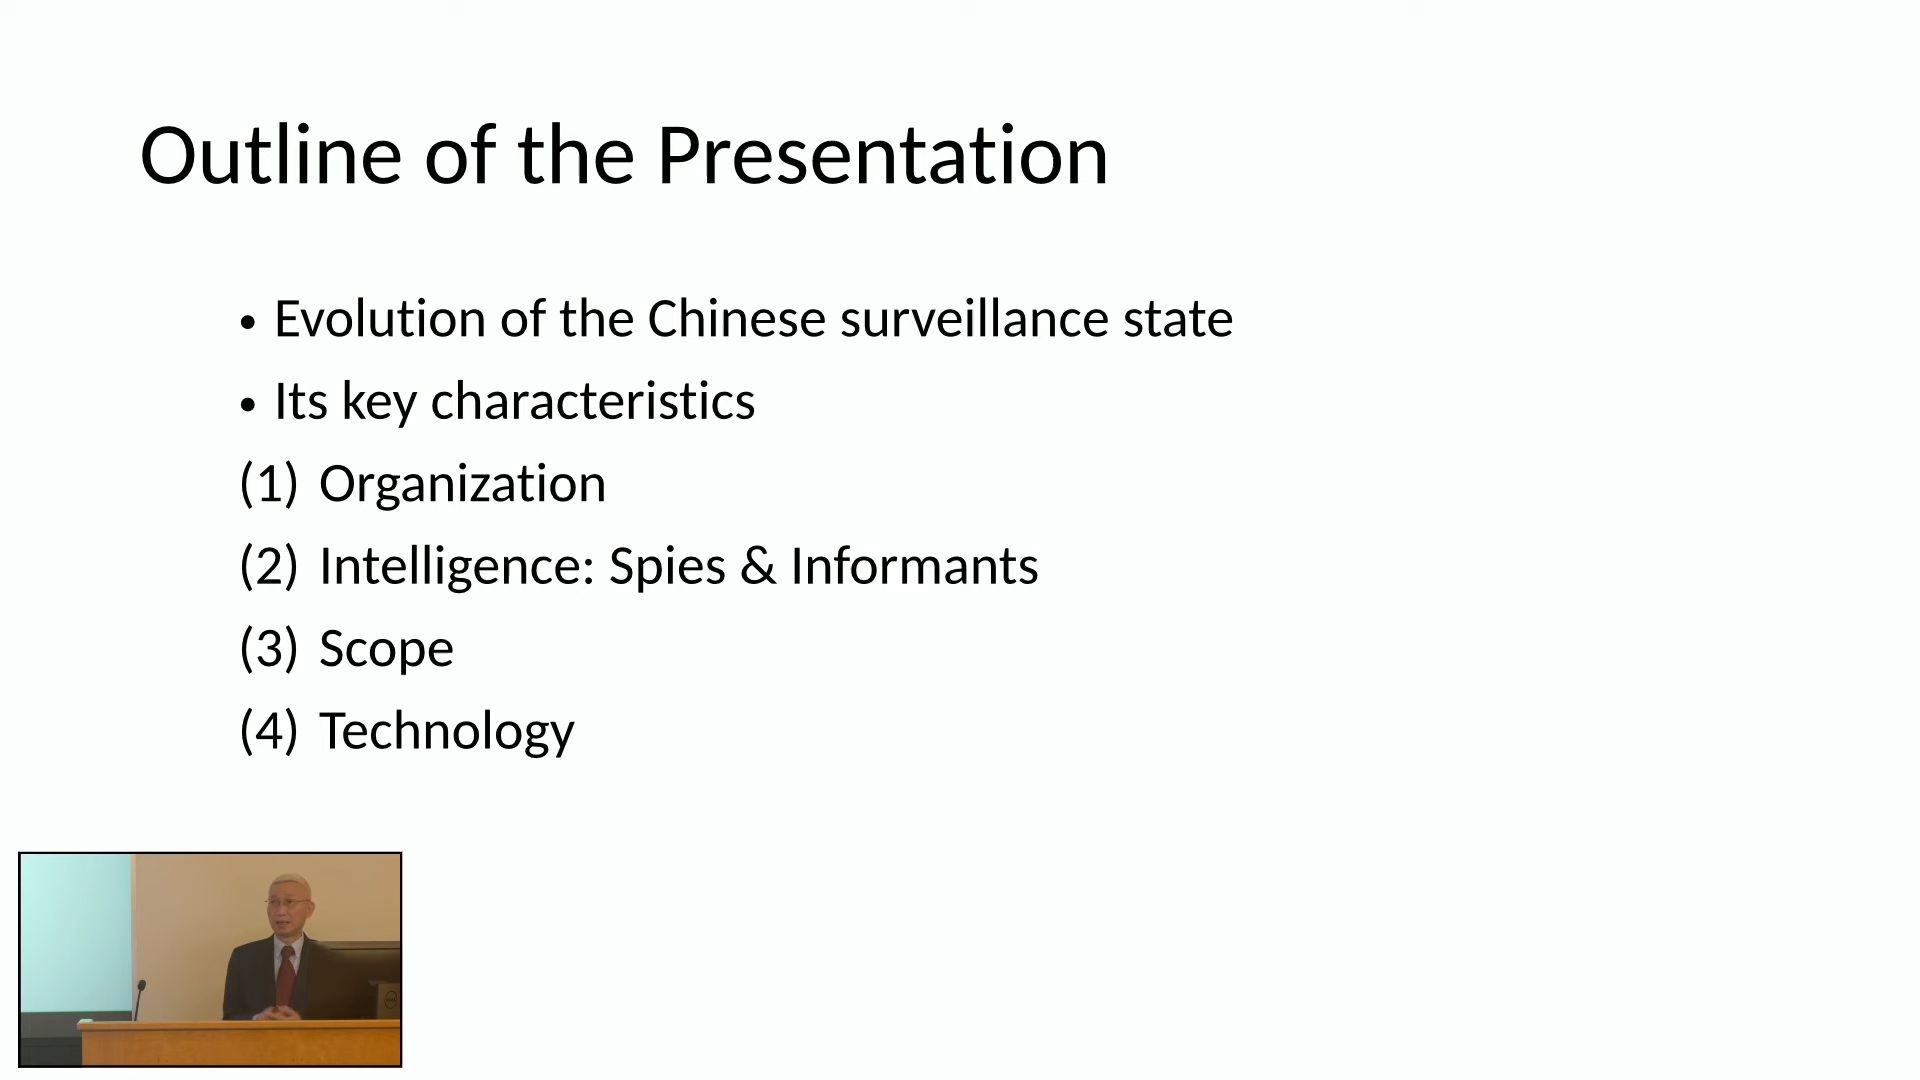 Outline of the Presentation
• Evolution of the Chinese surveillance state
• Its key characteristics
(1) Organization
(2) Intelligence: Spies & Informants
(3) Scope
(4) Technology